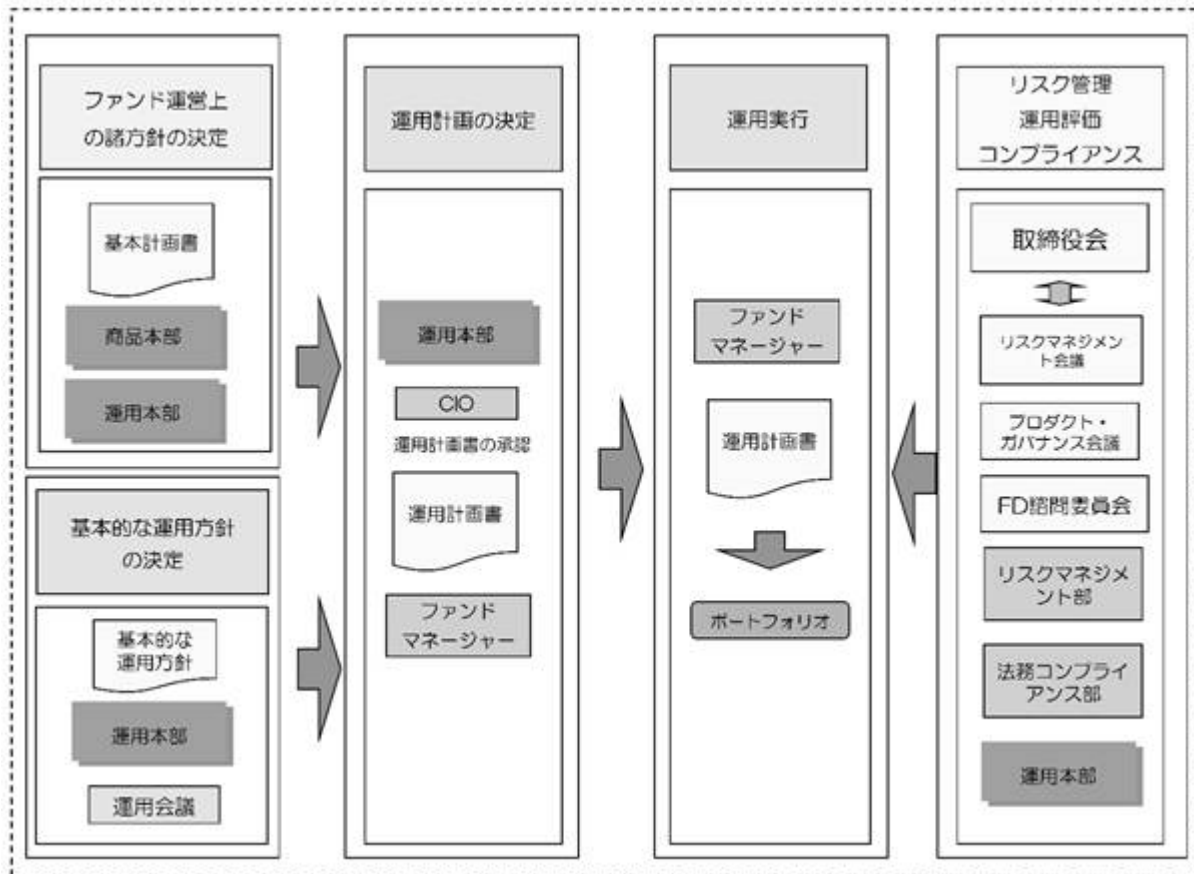 ファンド運営上
の諸方針の決定
基本計画書
商品本部
運用本部
基本的な運用方針
の決定
基本的な
運用方針
運用本部
運用会議
運用計画の決定
運用本部
CIO
運用計画書の承認
運用計画書
ファンド
マネージャー
運用実行
ファンド
マネージャー
運用計画書
ポートフォリオ
リスク管理
運用評価
コンプライアンス
取締役会
リスクマネジメン
ト会議
プロダクト・
ガバナンス会議
FD諮問委員会
リスクマネジメ
ント部
法務コンプライ
アンス部
運用本部